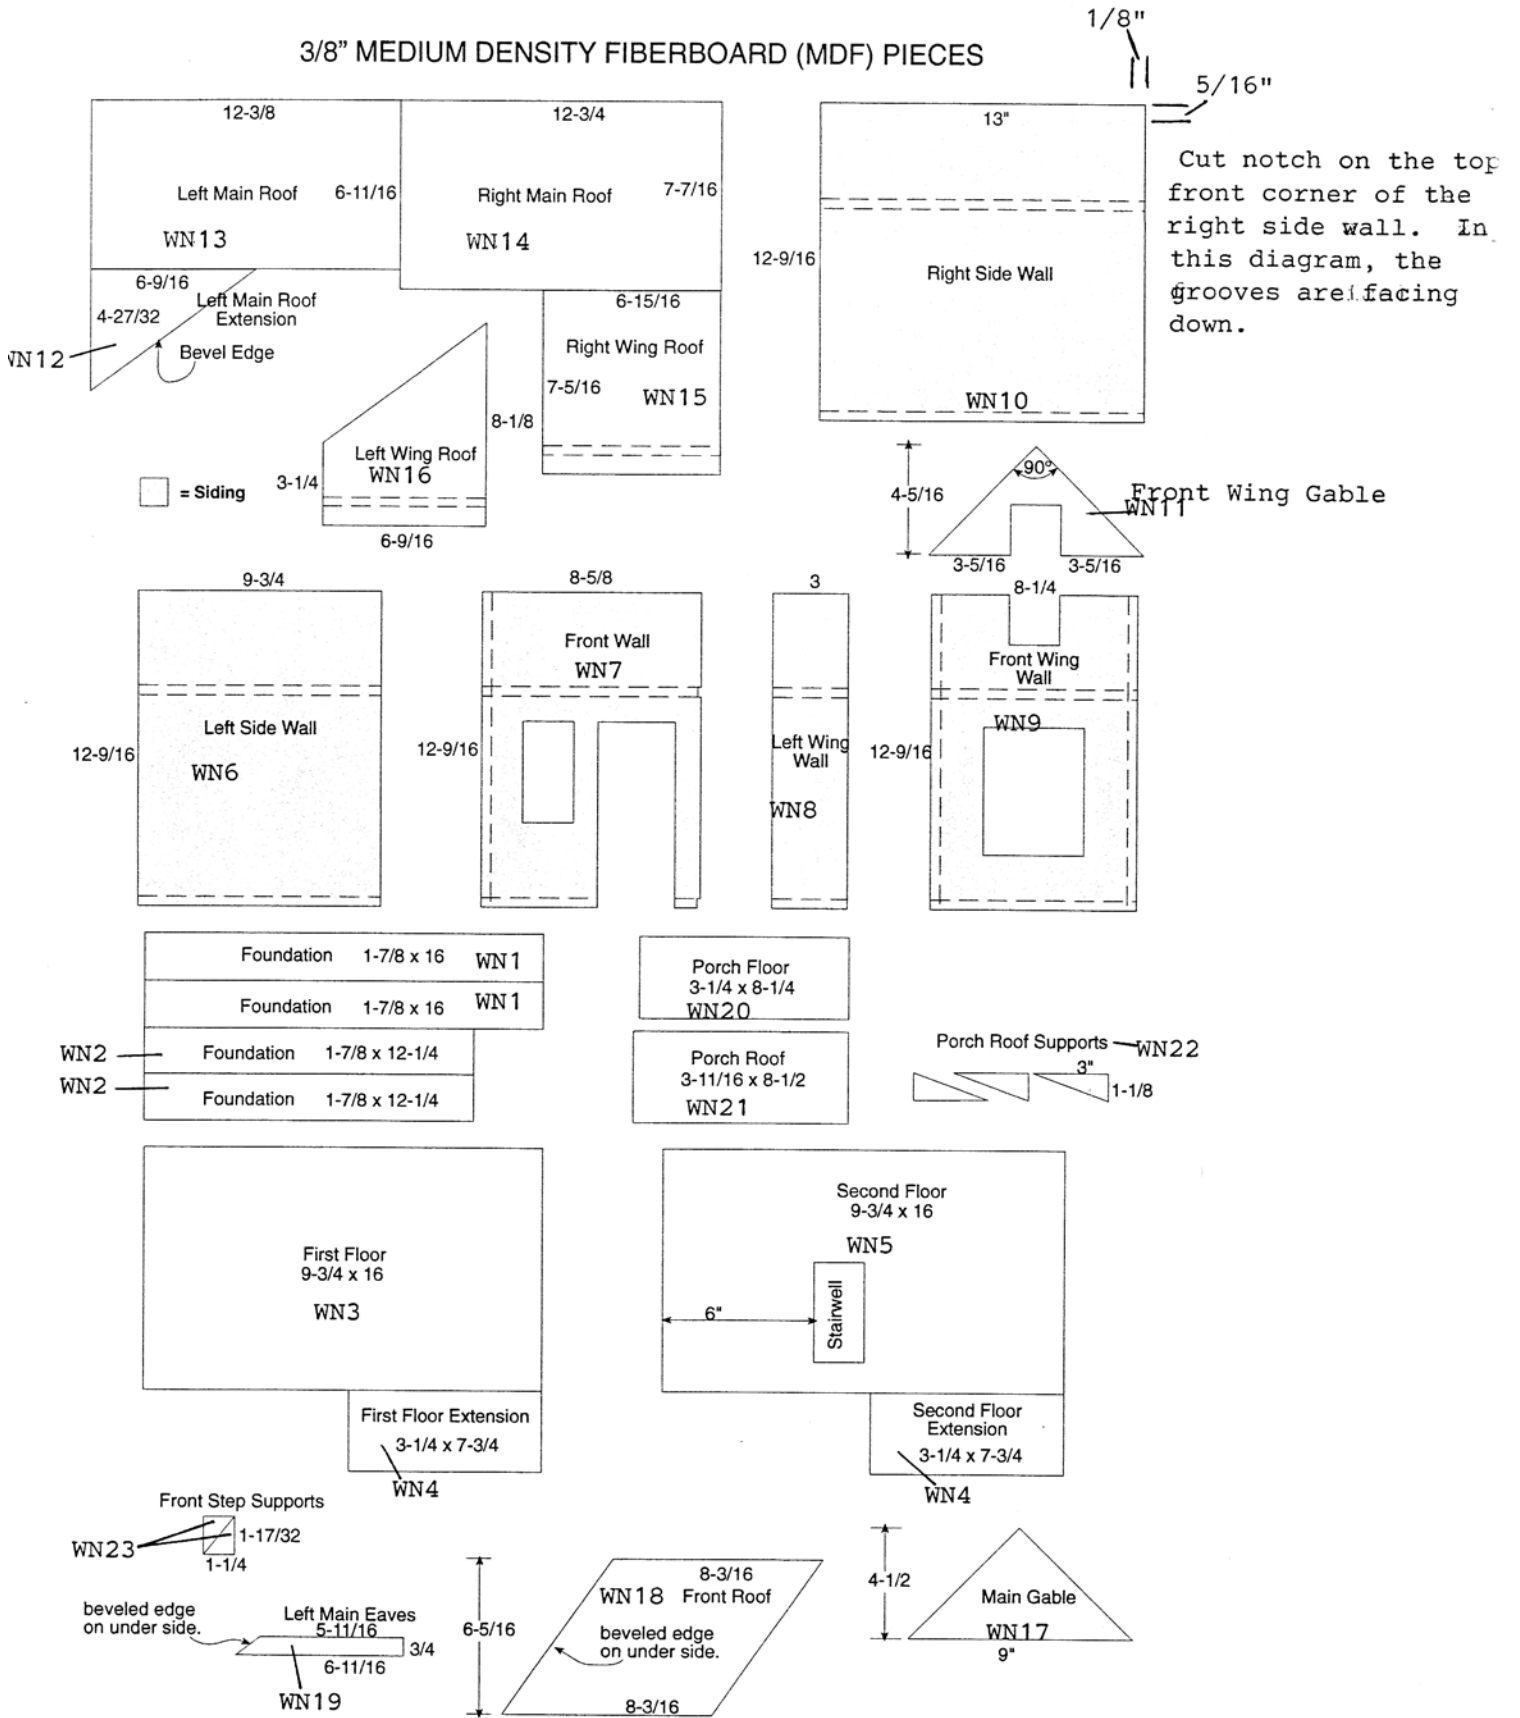 1/8"
3/8” MEDIUM DENSITY FIBERBOARD (MDF) PIECES
5/16"
12-3/8
12-3/4
13"
Cut notch on the top
front corner of the
right side wall. In
this diagram, the
grooves are facing
down.
Left Main Roof
6-11/16
WN13
Right Main Roof
7-7/16
WN14
12-9/16
Right Side Wall
WN10
6-9/16
Left Main Roof
Extension
4-27/32
WN12
Bevel Edge
6-15/16
Right Wing Roof
7-5/16
WN15
8-1/8
Left Wing Roof
WN16
3-1/4
6-9/16
= Siding
90°
4-5/16
Front Wing Gable
WN11
3-5/16
3-5/16
9-3/4
8-5/8
3
8-1/4
Left Side Wall
12-9/16
WN6
Front Wall
WN7
12-9/16
Left Wing
Wall
WN8
Front Wing
Wall
WN9
12-9/16
Foundation 1-7/8 x 16 WN1
Foundation 1-7/8 x 16 WN1
WN2 Foundation 1-7/8 x 12-1/4
WN2 Foundation 1-7/8 x 12-1/4
Porch Floor
3-1/4 x 8-1/4
WN20
Porch Roof
3-11/16 x 8-1/2
WN21
Porch Roof Supports WN22
3"
1-1/8
First Floor
9-3/4 x 16
WN3
Second Floor
9-3/4 x 16
WN5
6"
Stairwell
First Floor Extension
3-1/4 x 7-3/4
WN4
Second Floor
Extension
3-1/4 x 7-3/4
WN4
Front Step Supports
WN23
1-17/32
1-1/4
beveled edge
on under side.
Left Main Eaves
5-11/16
3/4
6-11/16
WN19
6-5/16
8-3/16
WN18 Front Roof
beveled edge
on under side.
8-3/16
4-1/2
Main Gable
WN17
9"